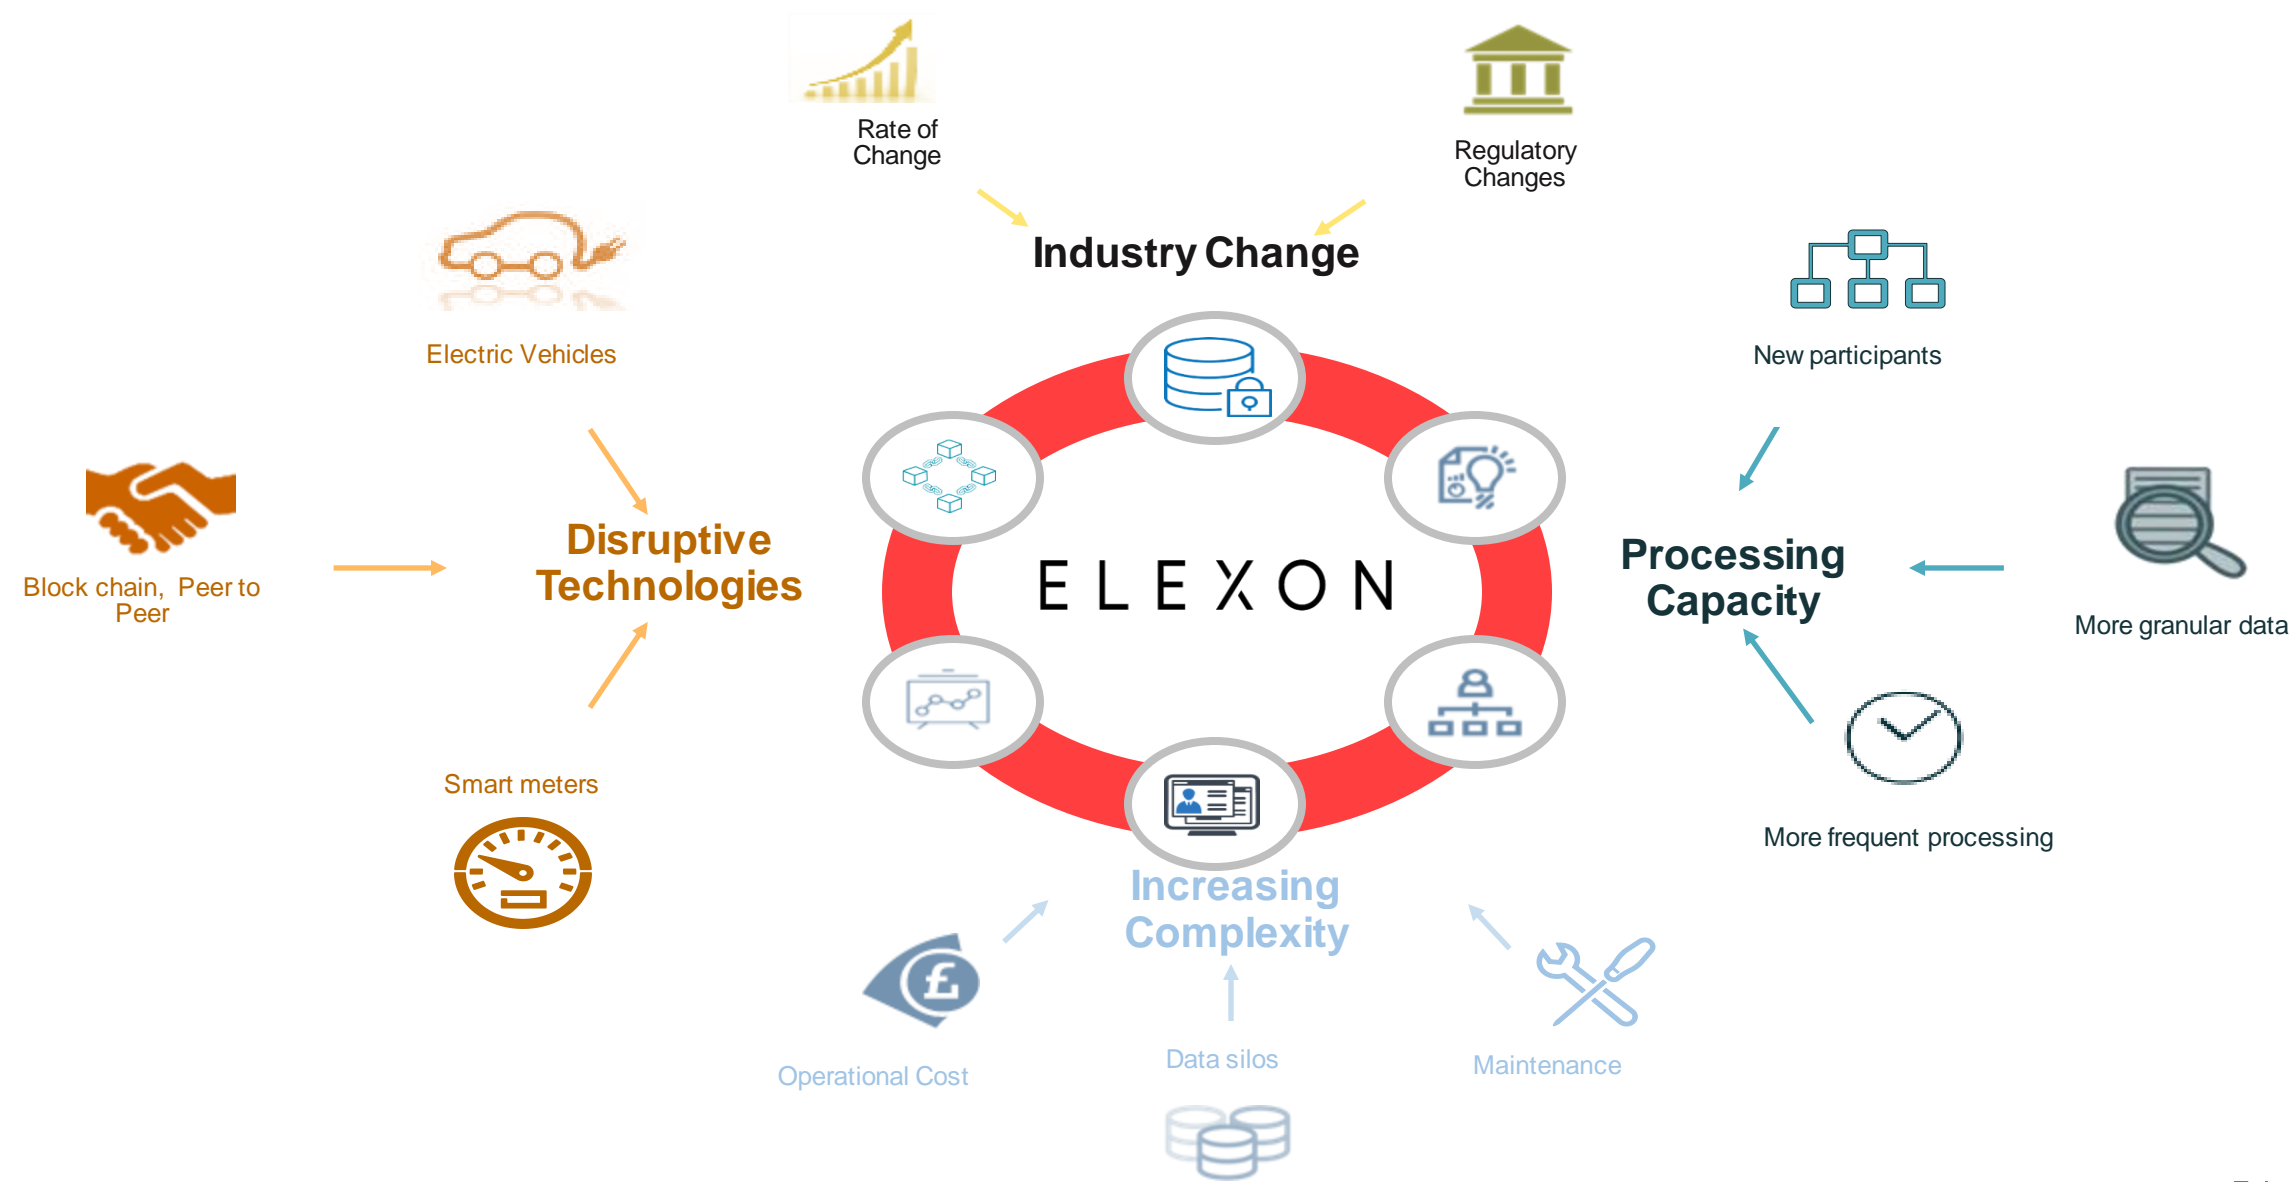 Rate of
Change
Regulatory
Changes
Industry Change
Electric Vehicles
New participants
Block chain, Peer to
Peer
Disruptive
Technologies
ELEXON
Processing
Capacity
More granular data
Smart meters
More frequent processing
Increasing
Complexity
Operational Cost
Data silos
Maintenance